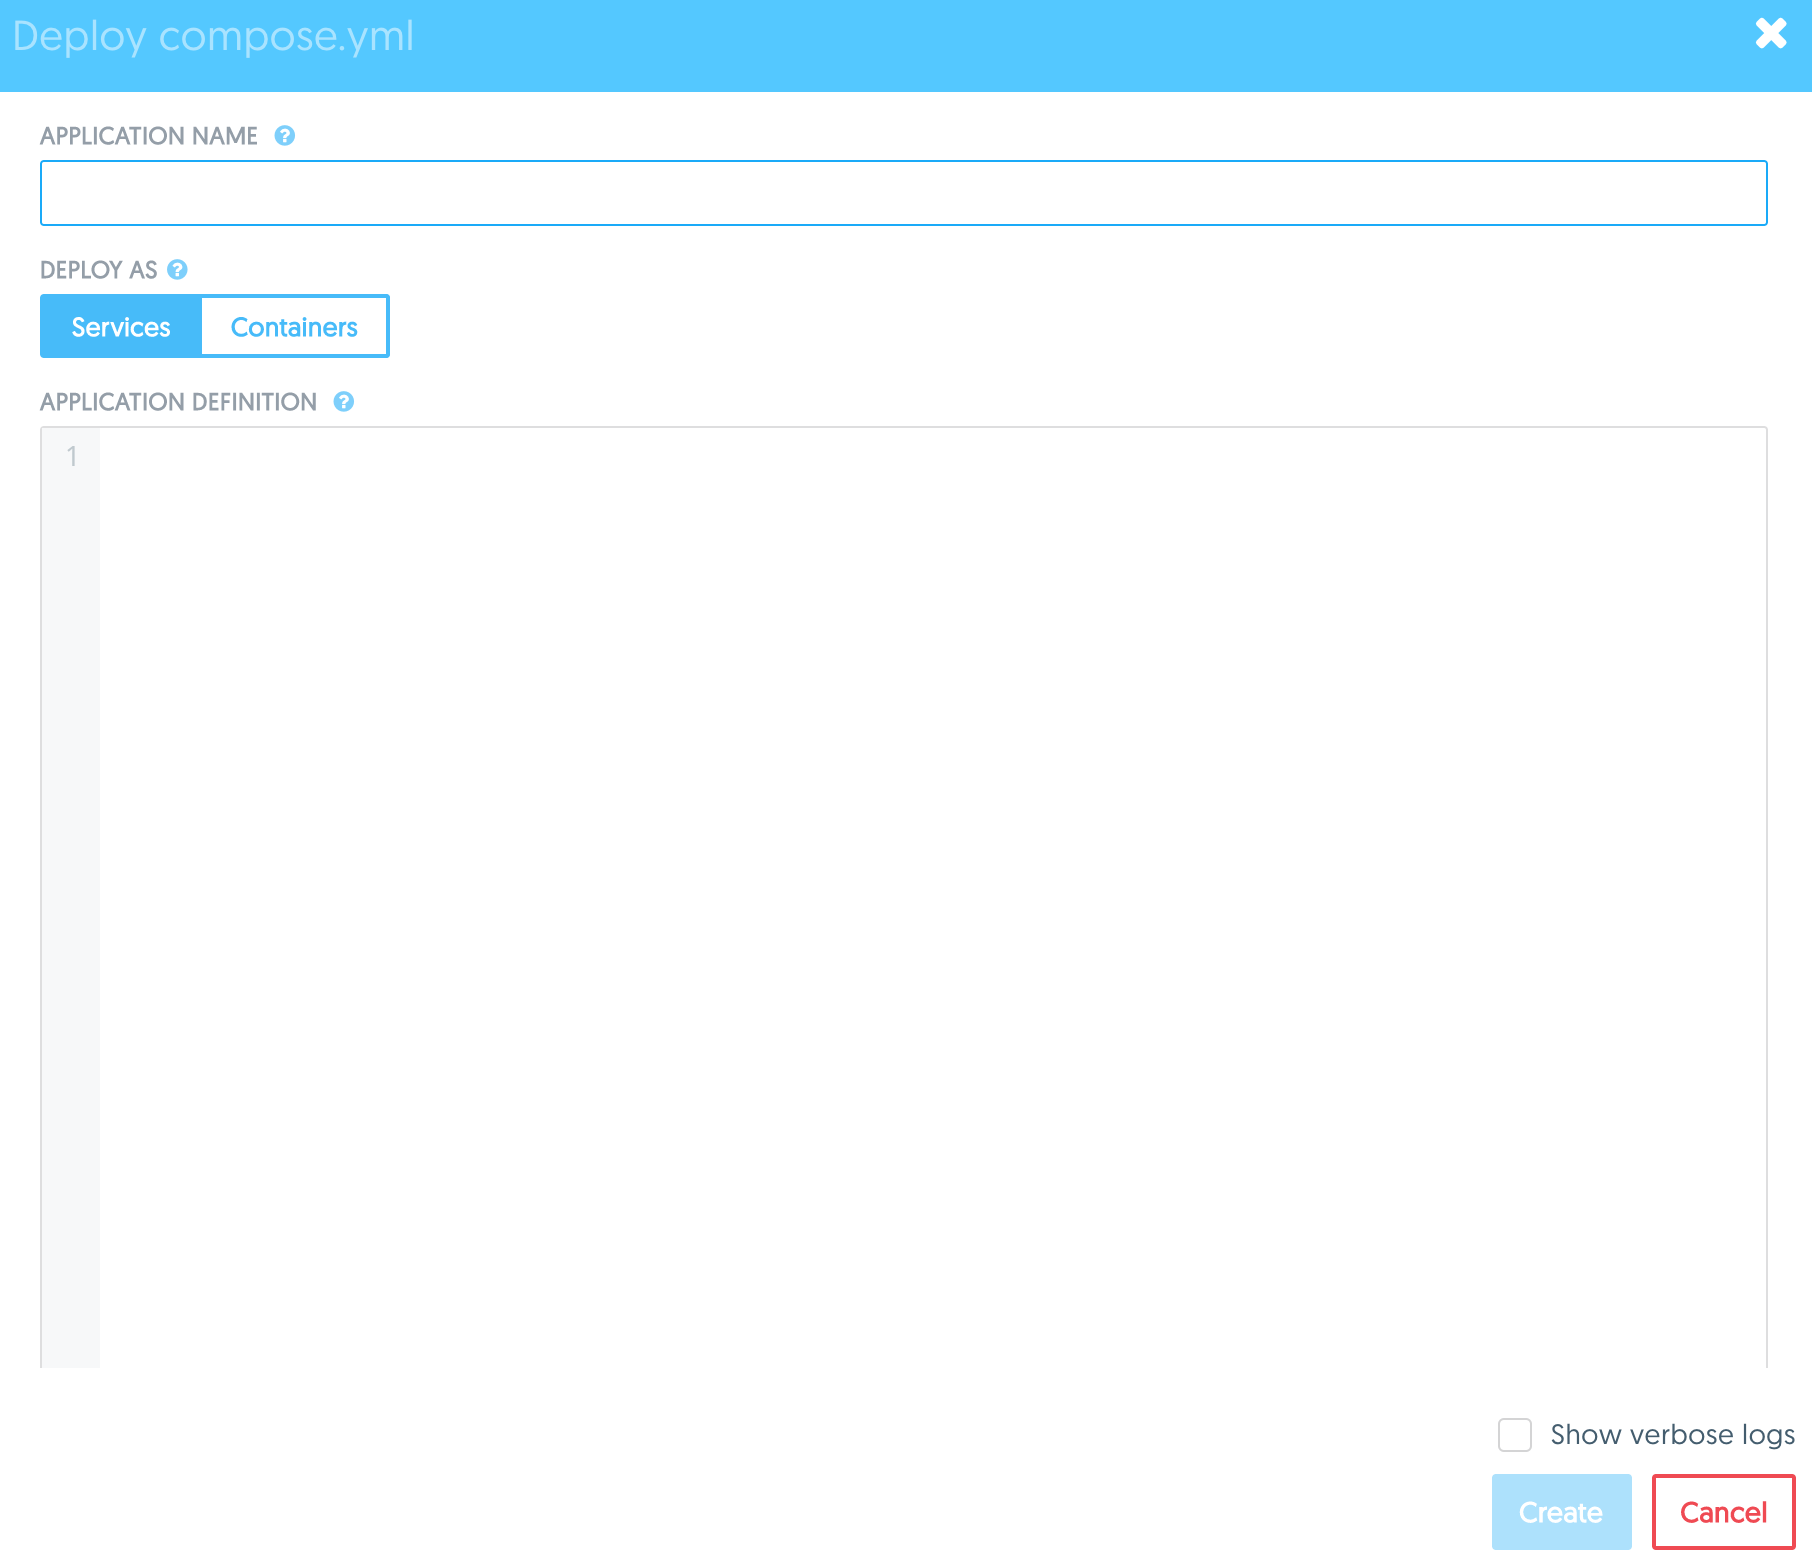 Deploy compose.yml
APPLICATION NAME ?
DEPLOY AS ?
Services Containers
APPLICATION DEFINITION ?
1
Show verbose logs
Create Cancel